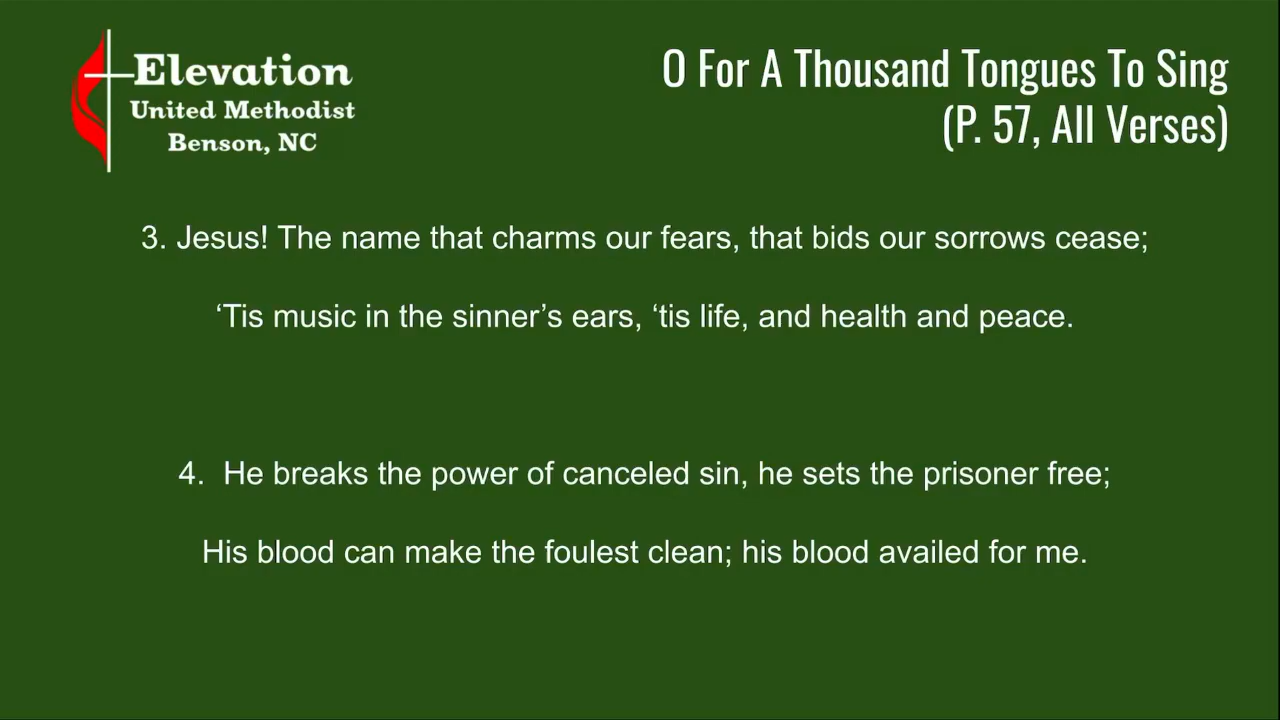 Elevation
United Methodist
Benson, NC
O For A Thousand Tongues To Sing
(P. 57, All Verses)
3. Jesus! The name that charms our fears, that bids our sorrows cease;
‘Tis music in the sinner’s ears, ‘tis life, and health and peace.
4.  He breaks the power of canceled sin, he sets the prisoner free;
His blood can make the foulest clean; his blood availed for me.